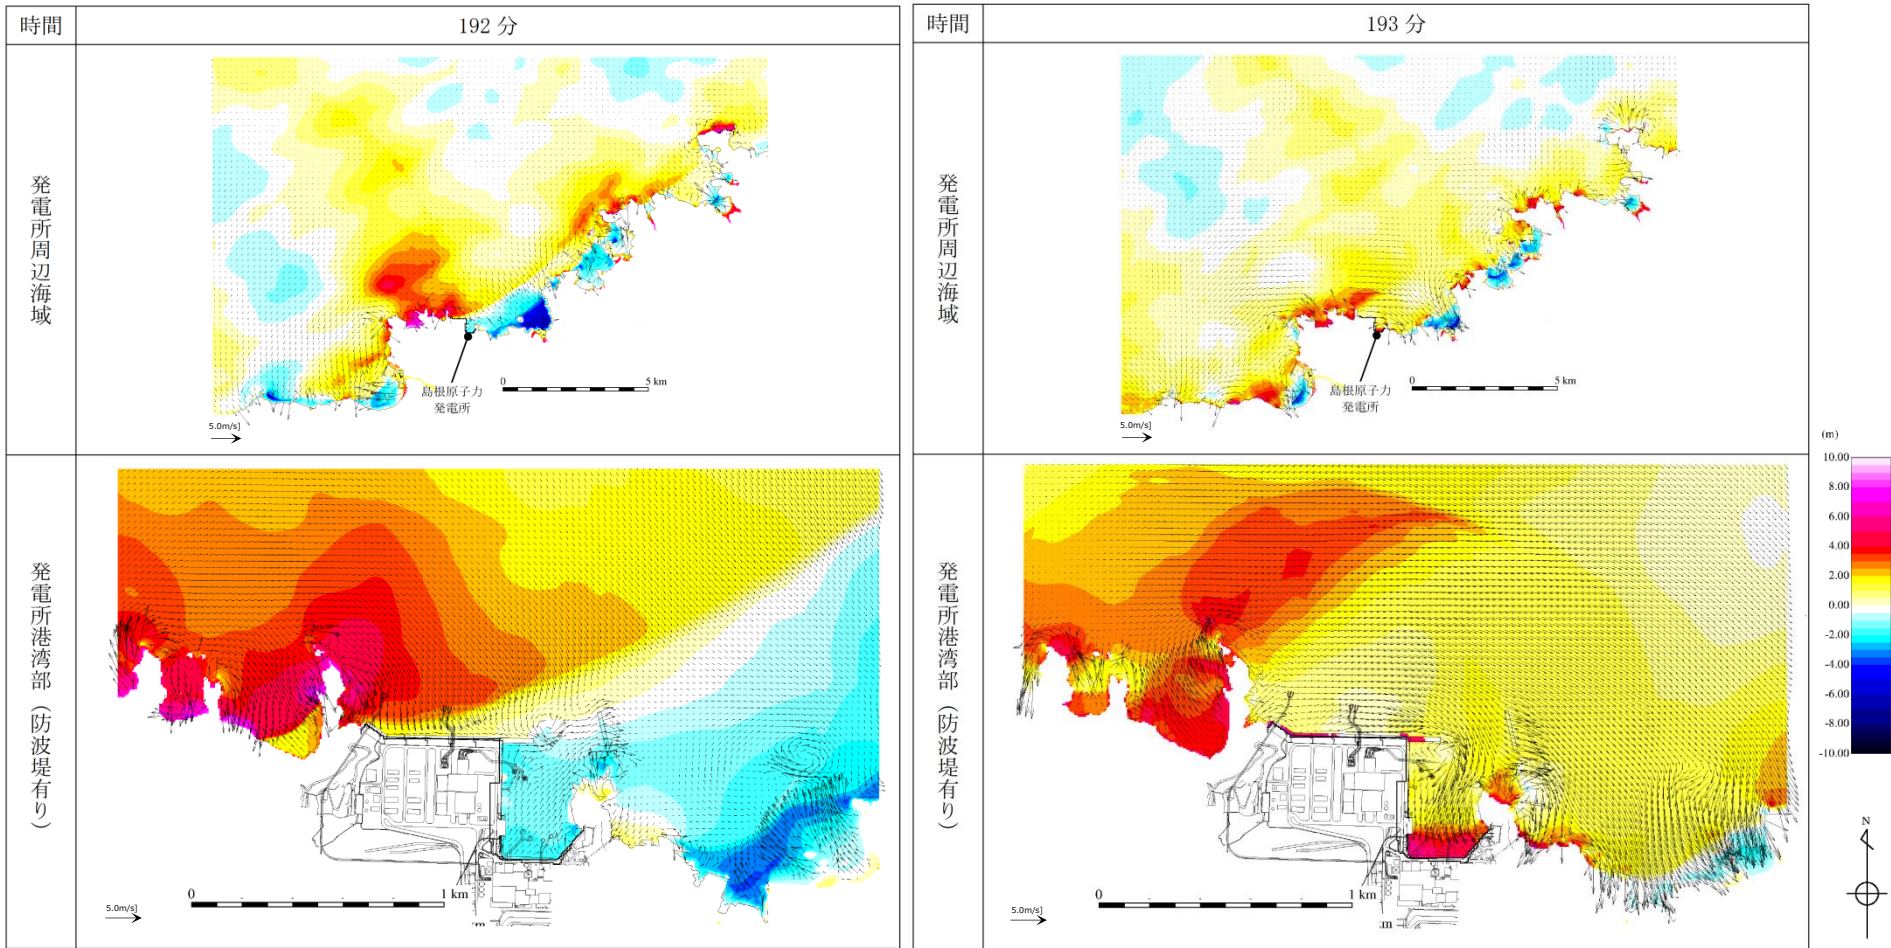 時間
192 分
発電所周辺海域
島根原子力
発電所
0
5 km
5.0m/s]
発電所港湾部（防波堤有り）
0
1 km
5.0m/s]
m
時間
193 分
発電所周辺海域
島根原子力
発電所
0
5 km
5.0m/s]
発電所港湾部（防波堤有り）
0
1 km
5.0m/s]
m
(m)
10.00
8.00
6.00
4.00
2.00
0.00
-2.00
-4.00
-6.00
-8.00
-10.00
N